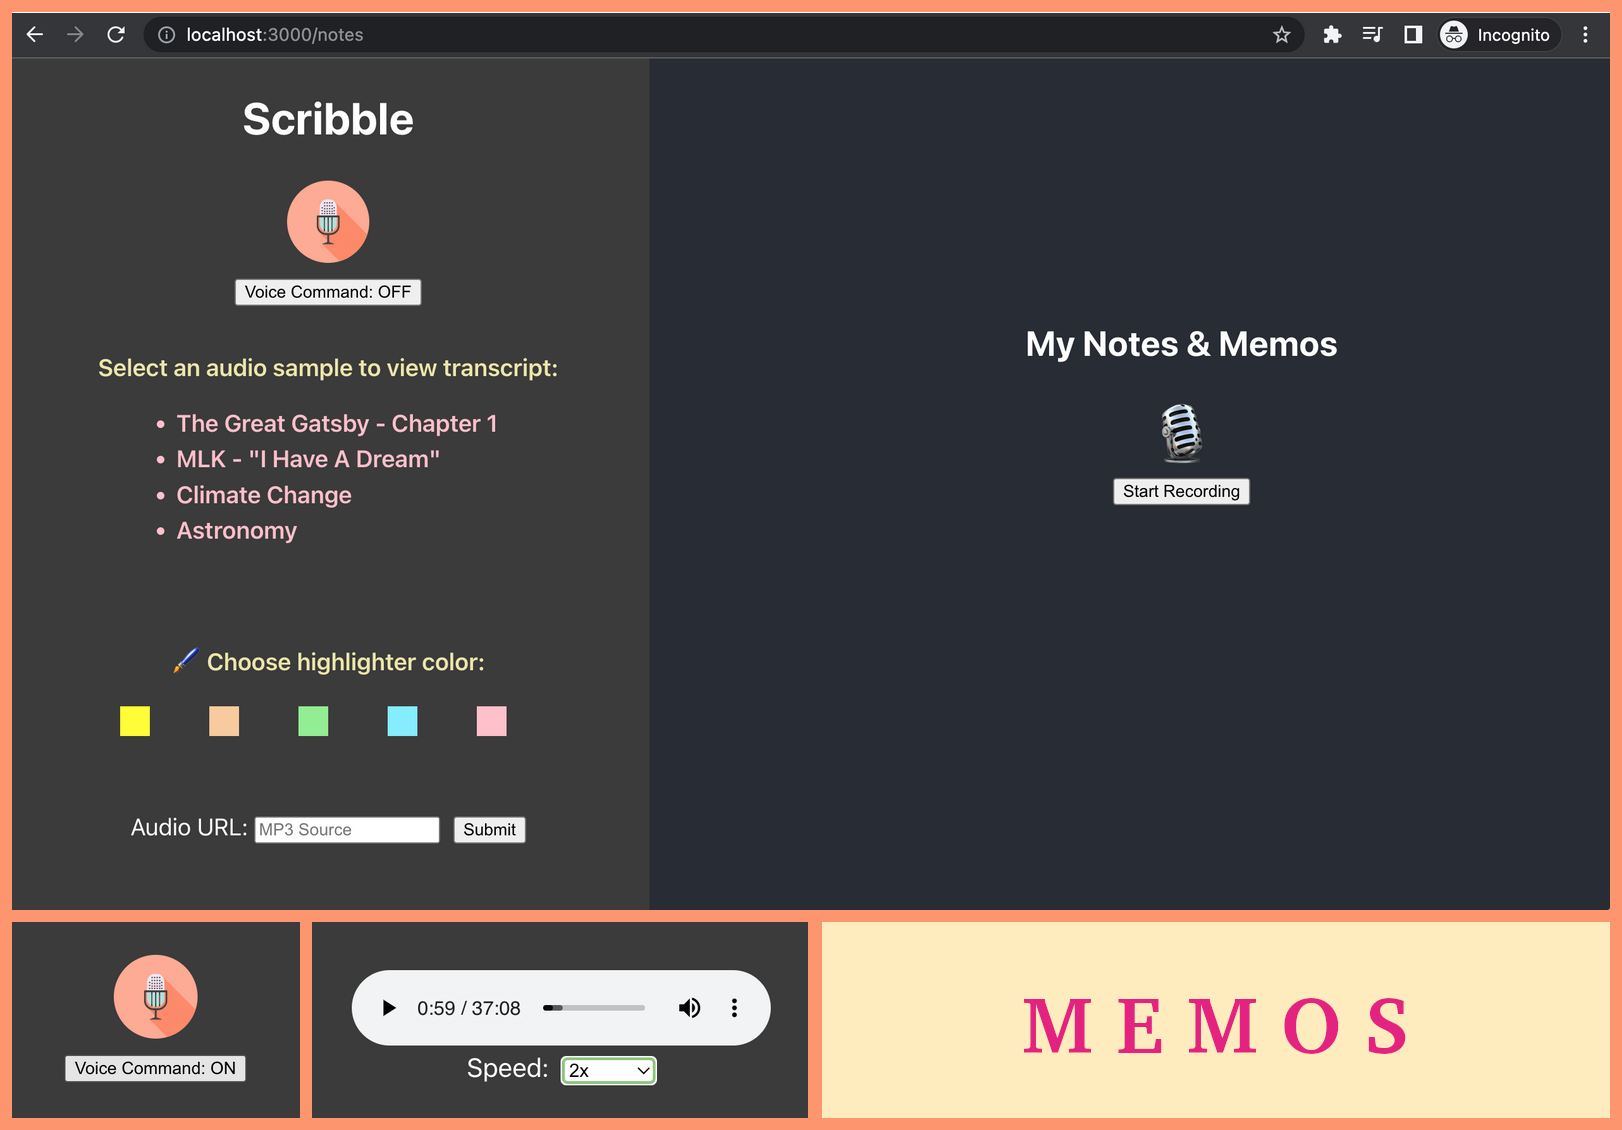 localhost:3000/notes
Incognito
Scribble
Voice Command: OFF
Select an audio sample to view transcript:
• The Great Gatsby - Chapter 1
• MLK - "I Have A Dream"
• Climate Change
• Astronomy
Choose highlighter color:
Audio URL: MP3 Source Submit
My Notes & Memos
Start Recording
Voice Command: ON
0:59 / 37:08
Speed: 2x
MEMOS